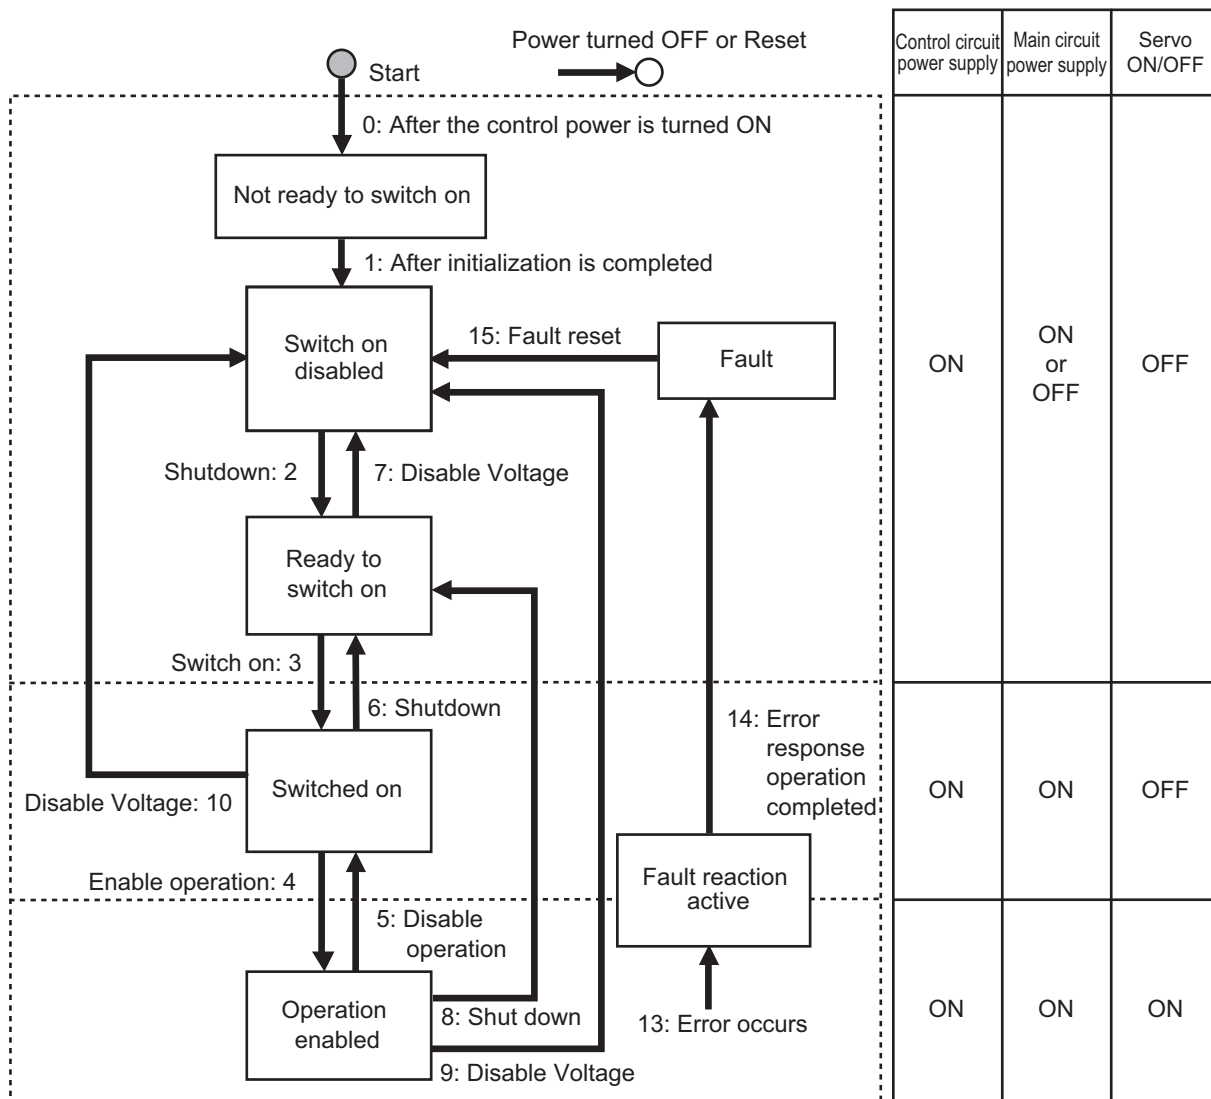 Power turned OFF or Reset
Start
Control circuit
power supply
Main circuit
power supply
Servo
ON/OFF
0: After the control power is turned ON
Not ready to switch on
1: After initialization is completed
Switch on
disabled
15: Fault reset
Fault
ON
ON
or
OFF
OFF
Shutdown: 2
7: Disable Voltage
Ready to
switch on
Switch on: 3
6: Shutdown
14: Error
response
operation
completed
Switched on
Disable Voltage: 10
ON
ON
OFF
Enable operation: 4
Fault reaction
active
5: Disable
operation
Operation
enabled
8: Shut down
13: Error occurs
ON
ON
ON
9: Disable Voltage